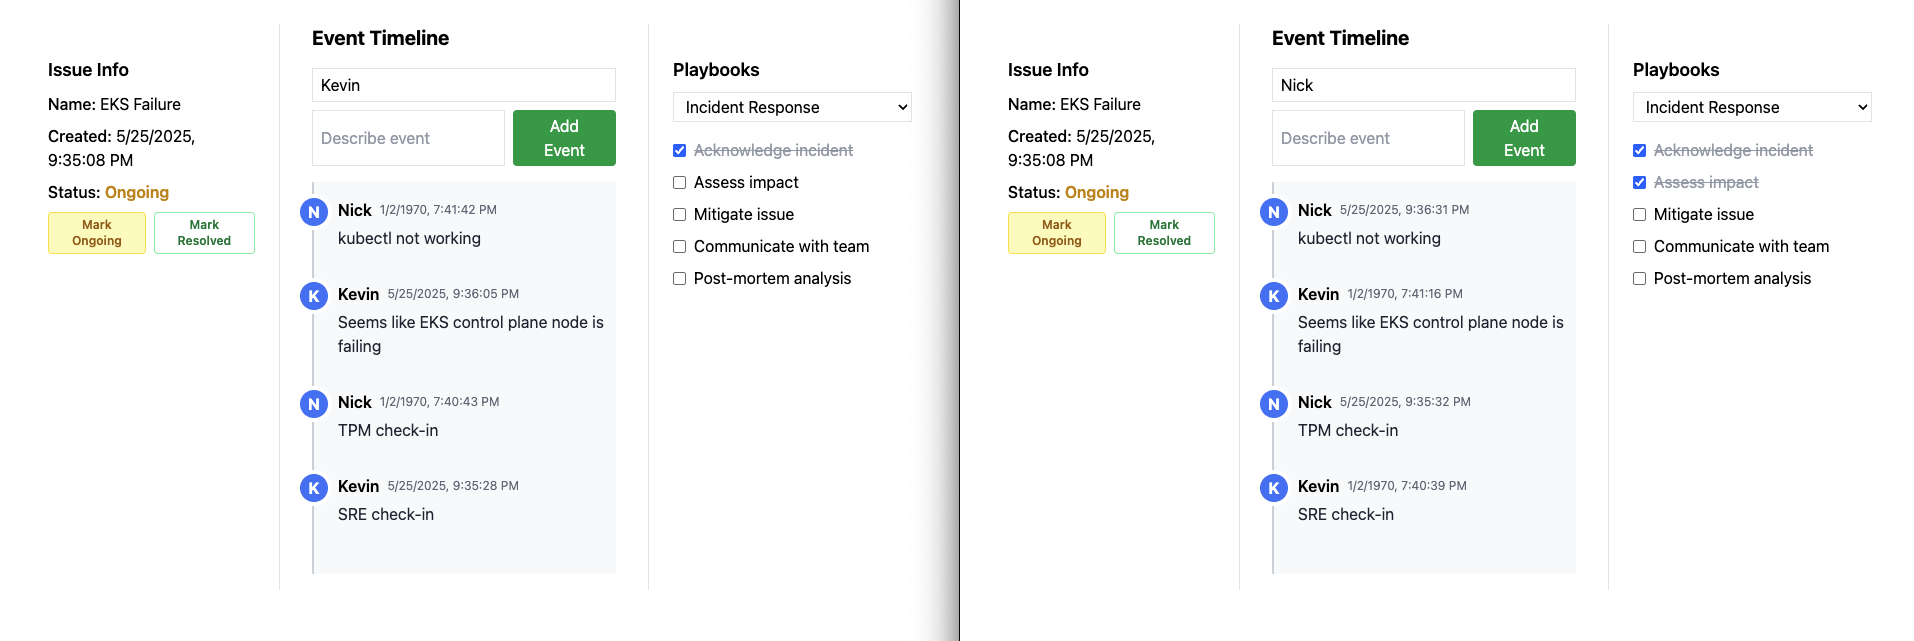 Issue Info
Name: EKS Failure
Created: 5/25/2025,
9:35:08 PM
Status: Ongoing
Mark
Ongoing
Mark
Resolved
Event Timeline
Kevin
Describe event
Add
Event
N
Nick 1/2/1970, 7:41:42 PM
kubectl not working
K
Kevin 5/25/2025, 9:36:05 PM
Seems like EKS control plane node is
failing
N
Nick 1/2/1970, 7:40:43 PM
TPM check-in
K
Kevin 5/25/2025, 9:35:28 PM
SRE check-in
Playbooks
Incident Response
Acknowledge incident
Assess impact
Mitigate issue
Communicate with team
Post-mortem analysis
Issue Info
Name: EKS Failure
Created: 5/25/2025,
9:35:08 PM
Status: Ongoing
Mark
Ongoing
Mark
Resolved
Event Timeline
Nick
Describe event
Add
Event
N
Nick 5/25/2025, 9:36:31 PM
kubectl not working
K
Kevin 1/2/1970, 7:41:16 PM
Seems like EKS control plane node is
failing
N
Nick 5/25/2025, 9:35:32 PM
TPM check-in
K
Kevin 1/2/1970, 7:40:39 PM
SRE check-in
Playbooks
Incident Response
Acknowledge incident
Assess impact
Mitigate issue
Communicate with team
Post-mortem analysis